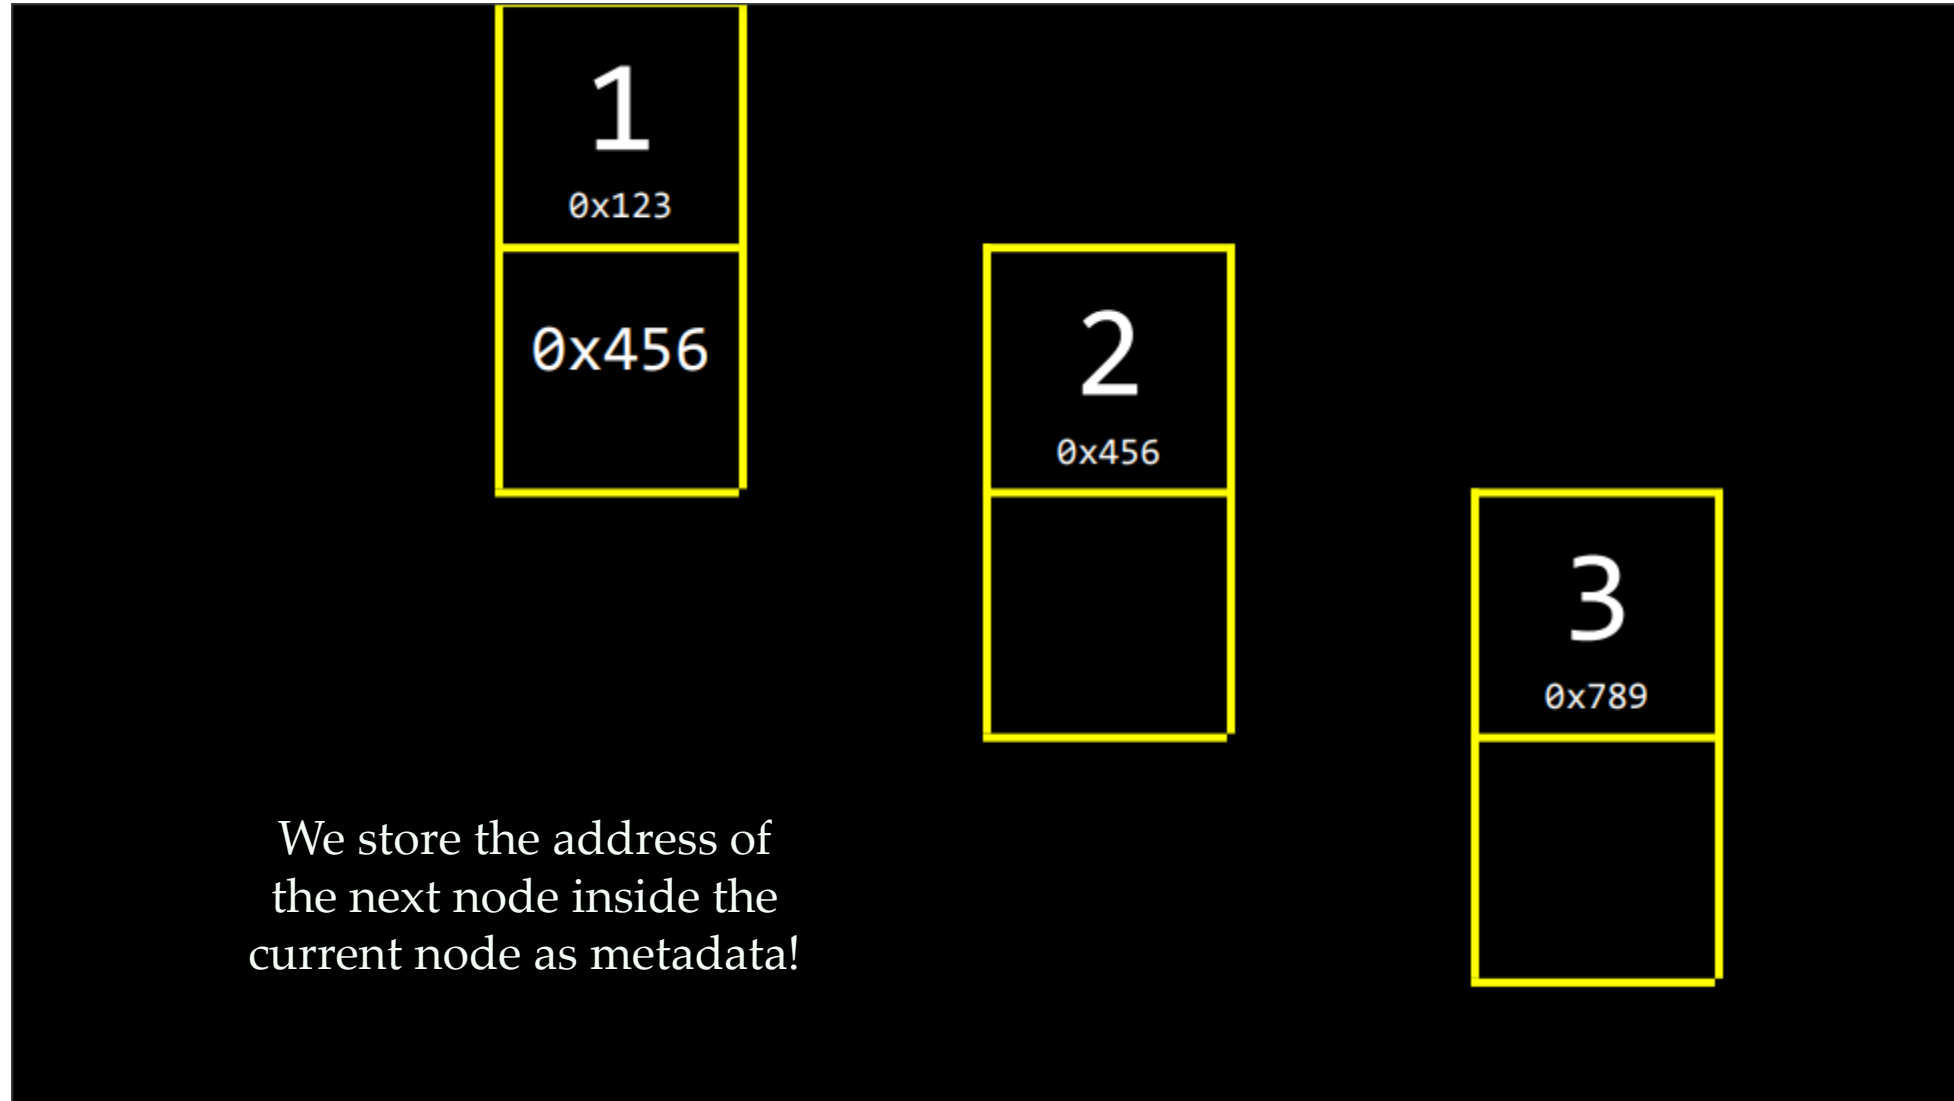 1
0x123
0x456
2
0x456
3
0x789
We store the address of
the next node inside the
current node as metadata!